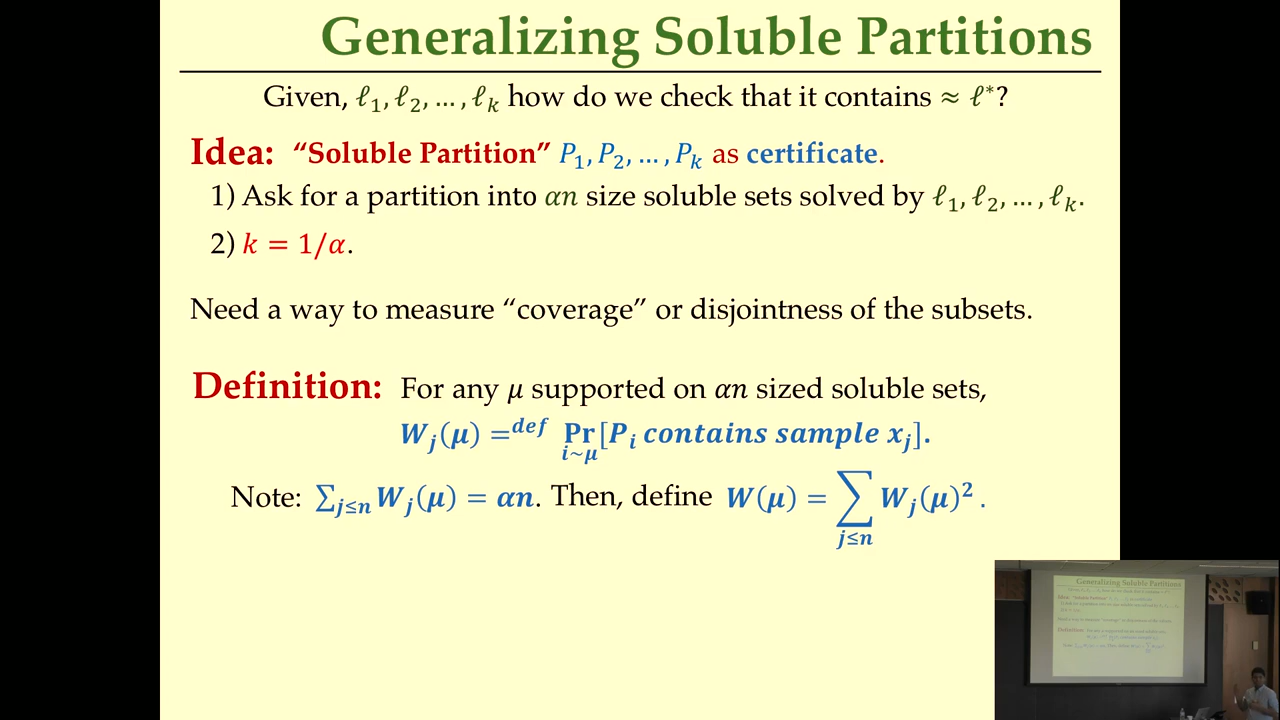 Generalizing Soluble Partitions
Given, ℓ₁, ℓ₂, … , ℓₖ how do we check that it contains ≈ ℓ*?
Idea: “Soluble Partition” P₁, P₂, … , Pₖ as certificate.
1) Ask for a partition into αn size soluble sets solved by ℓ₁, ℓ₂, … , ℓₖ.
2) k = 1/α.
Need a way to measure “coverage” or disjointness of the subsets.
Definition: For any μ supported on αn sized soluble sets,
Wⱼ(μ) =ᵈᵉᶠ Pr_{i∼μ}[Pᵢ contains sample xⱼ].
Note: ∑_{j≤n} Wⱼ(μ) = αn. Then, define W(μ) = ∑_{j≤n} Wⱼ(μ)² .
Generalizing Soluble Partitions